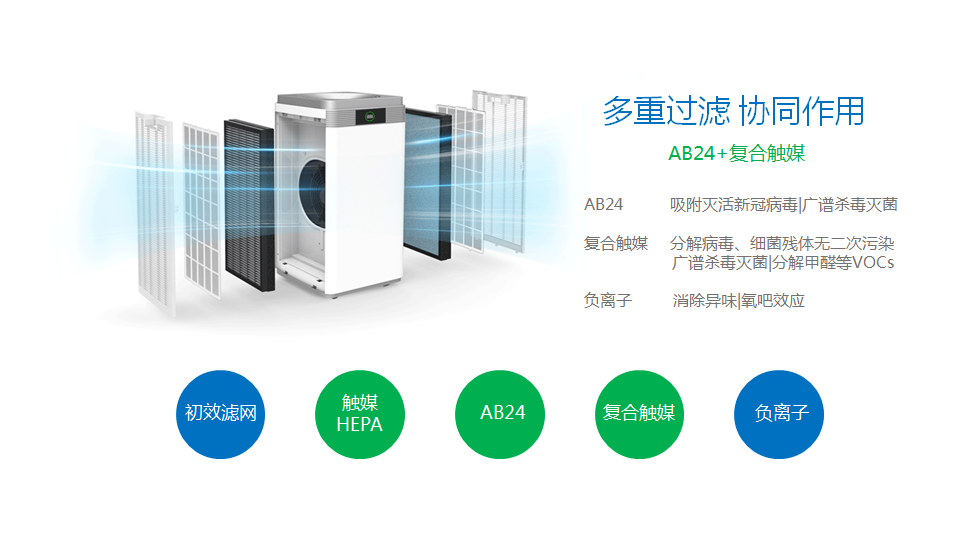 多重过滤 协同作用
AB24+复合触媒
AB24 吸附灭活新冠病毒|广谱杀毒灭菌
复合触媒 分解病毒、细菌残体无二次污染
广谱杀毒灭菌|分解甲醛等VOCs
负离子 消除异味|氧吧效应
初效滤网
触媒
HEPA
AB24
复合触媒
负离子